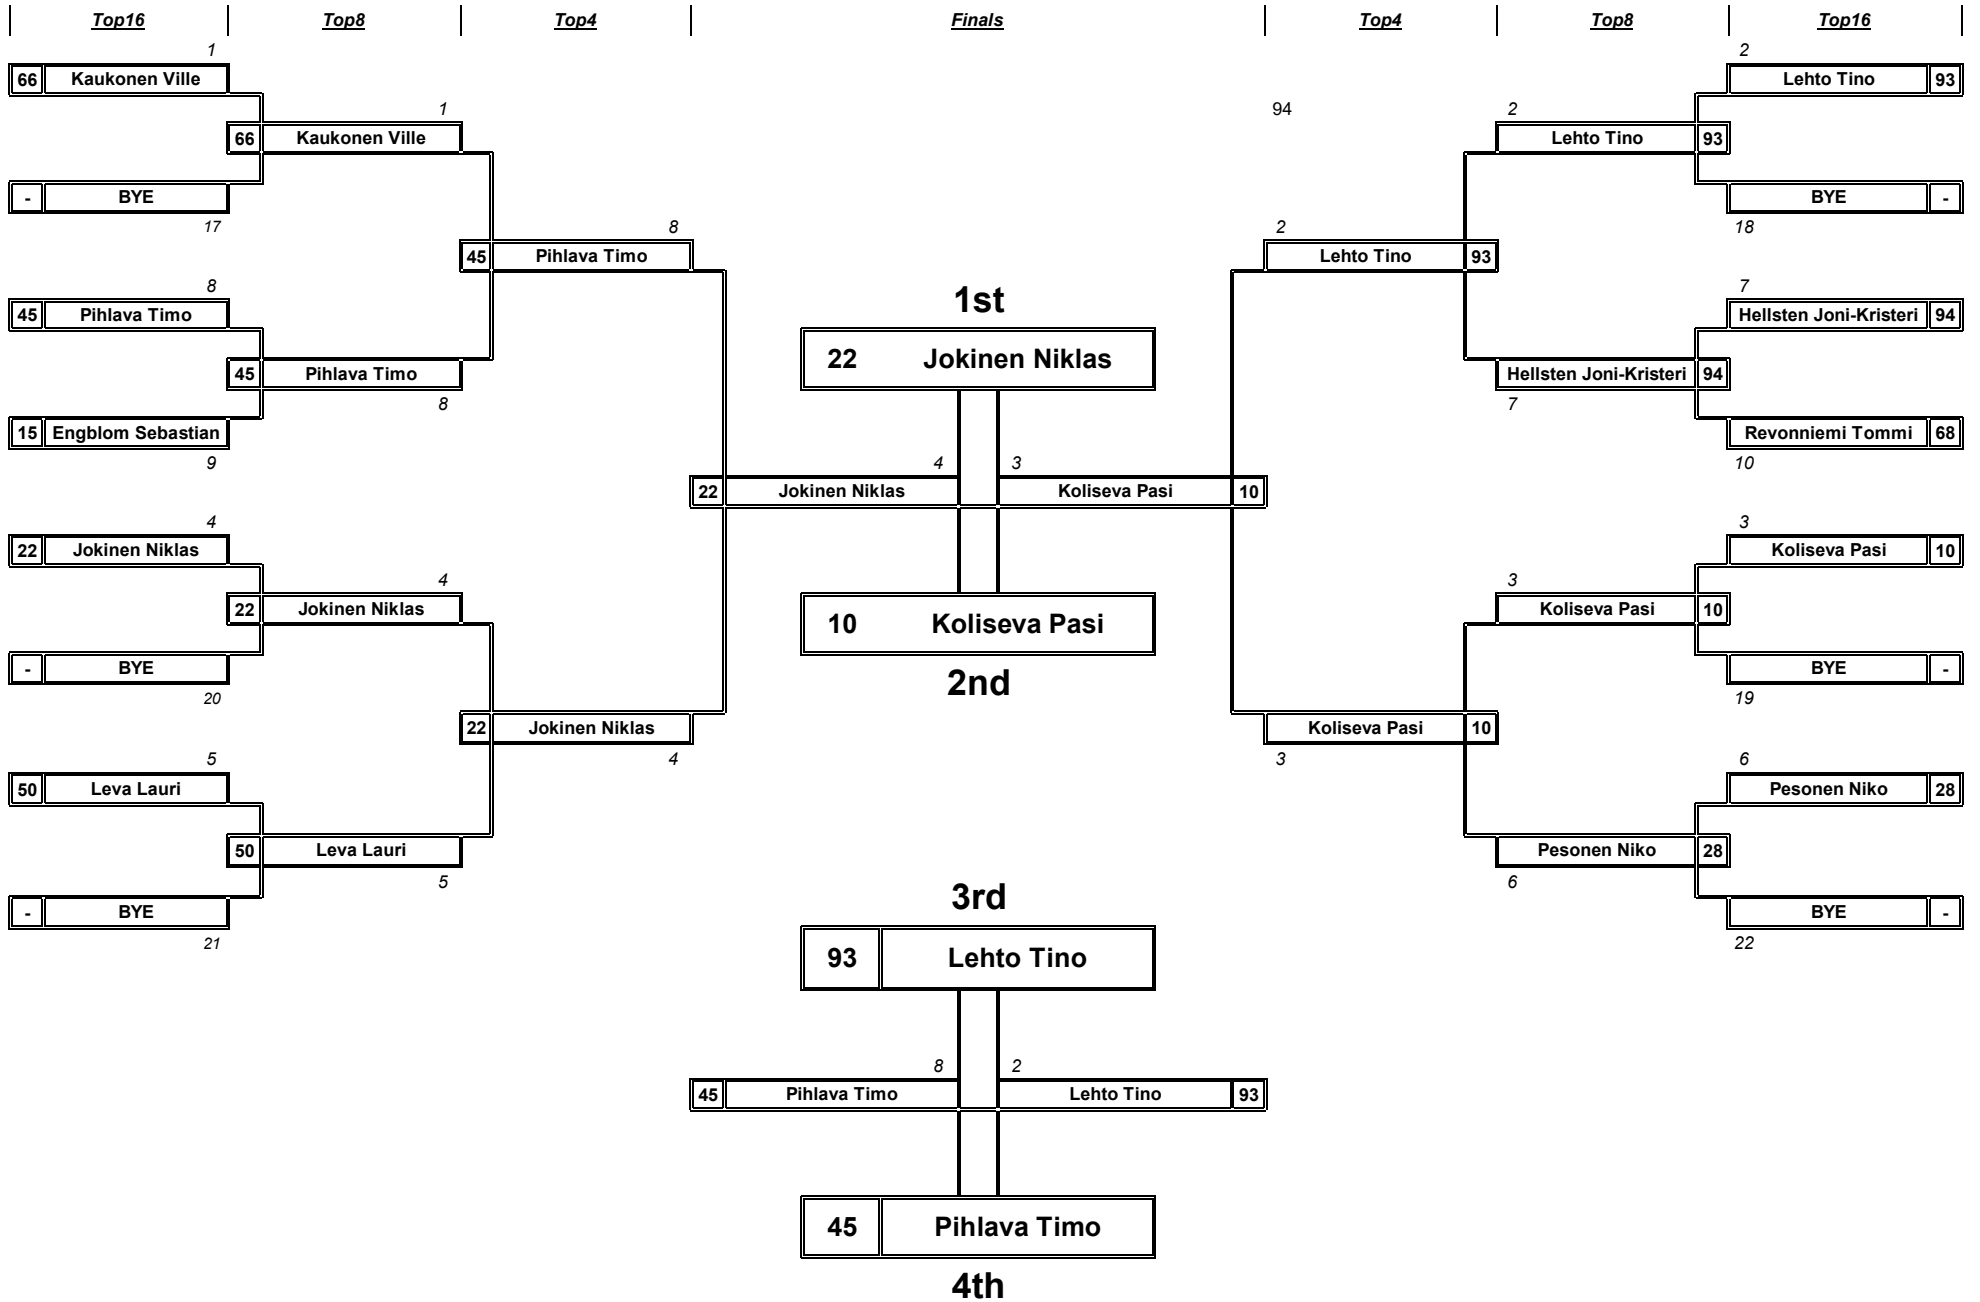 Top16 Top8 Top4 Finals Top4 Top8 Top16
1 2
66 Kaukonen Ville Lehto Tino 93
1 94 2
66 Kaukonen Ville Lehto Tino 93
- BYE BYE -
17 8 2 18
45 Pihlava Timo Lehto Tino 93
8 1st 7
45 Pihlava Timo Hellsten Joni-Kristeri 94
22 Jokinen Niklas
45 Pihlava Timo Hellsten Joni-Kristeri 94
8 7
15 Engblom Sebastian Revonniemi Tommi 68
9 4 3 10
22 Jokinen Niklas Koliseva Pasi 10
4 3
22 Jokinen Niklas Koliseva Pasi 10
4 3
22 Jokinen Niklas Koliseva Pasi 10
10 Koliseva Pasi
- BYE BYE -
2nd
20 19
22 Jokinen Niklas Koliseva Pasi 10
5 4 3 6
50 Leva Lauri Pesonen Niko 28
50 Leva Lauri Pesonen Niko 28
5 3rd 6
- BYE BYE -
21 22
93 Lehto Tino
8 2
45 Pihlava Timo Lehto Tino 93
45 Pihlava Timo
4th